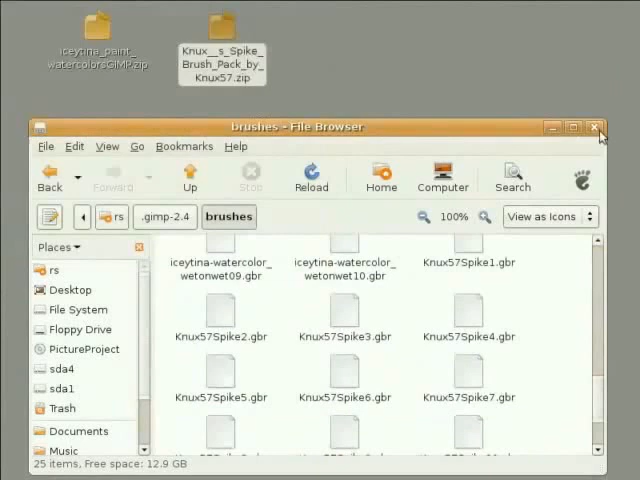 iceytina_paint_
watercolorsGIMP.zip
Knux__s_Spike_
Brush_Pack_by_
Knux57.zip
brushes - File Browser
File Edit View Go Bookmarks Help
Back Forward Up Stop Reload Home Computer Search
rs .gimp-2.4 brushes 100% View as Icons
Places
rs
Desktop
File System
Floppy Drive
PictureProject
sda4
sda1
Trash
Documents
Music
iceytina-watercolor_
wetonwet09.gbr
iceytina-watercolor_
wetonwet10.gbr
Knux57Spike1.gbr
Knux57Spike2.gbr
Knux57Spike3.gbr
Knux57Spike4.gbr
Knux57Spike5.gbr
Knux57Spike6.gbr
Knux57Spike7.gbr
25 items, Free space: 12.9 GB